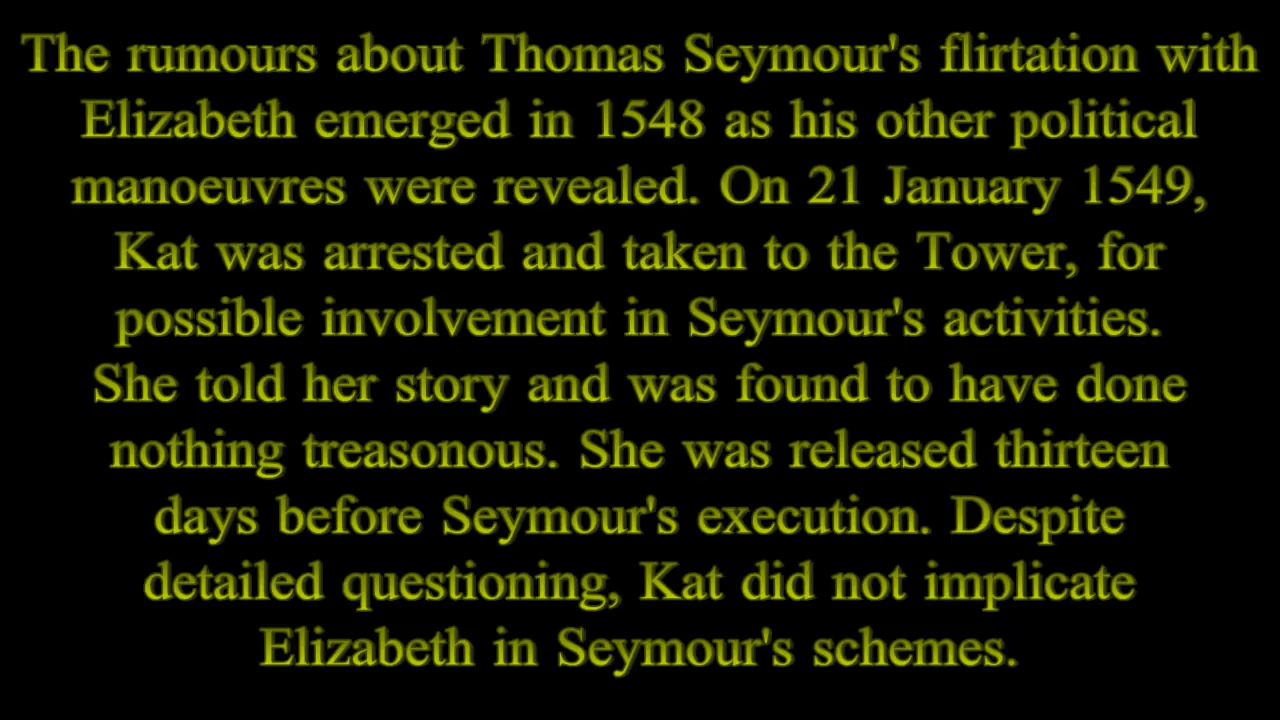 The rumours about Thomas Seymour's flirtation with
Elizabeth emerged in 1548 as his other political
manoeuvres were revealed. On 21 January 1549,
Kat was arrested and taken to the Tower, for
possible involvement in Seymour's activities.
She told her story and was found to have done
nothing treasonous. She was released thirteen
days before Seymour's execution. Despite
detailed questioning, Kat did not implicate
Elizabeth in Seymour's schemes.